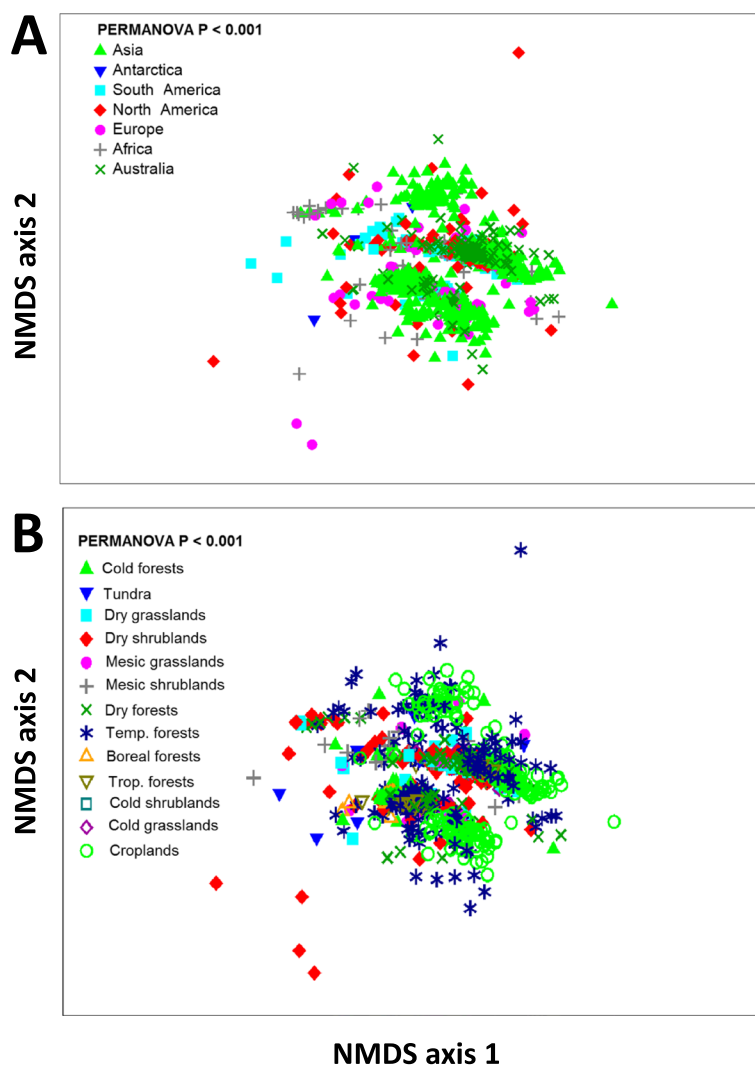 A
PERMANOVA P < 0.001
Asia
Antarctica
South America
North America
Europe
Africa
Australia
NMDS axis 2
B
PERMANOVA P < 0.001
Cold forests
Tundra
Dry grasslands
Dry shrublands
Mesic grasslands
Mesic shrublands
Dry forests
Temp. forests
Boreal forests
Trop. forests
Cold shrublands
Cold grasslands
Croplands
NMDS axis 2
NMDS axis 1